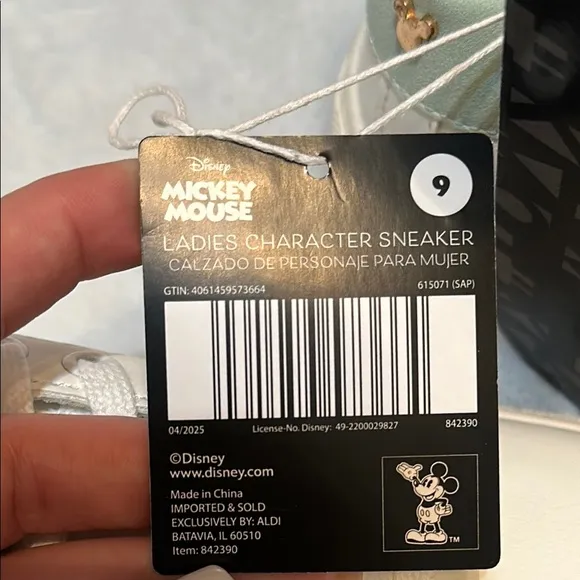 Disney
MICKEY
MOUSE
9
LADIES CHARACTER SNEAKER
CALZADO DE PERSONAJE PARA MUJER
GTIN: 4061459573664 615071 (SAP)
04/2025 License-No. Disney: 49-2200029827 842390
©Disney
www.disney.com
Made in China
IMPORTED & SOLD
EXCLUSIVELY BY: ALDI
BATAVIA, IL 60510
Item: 842390
TM